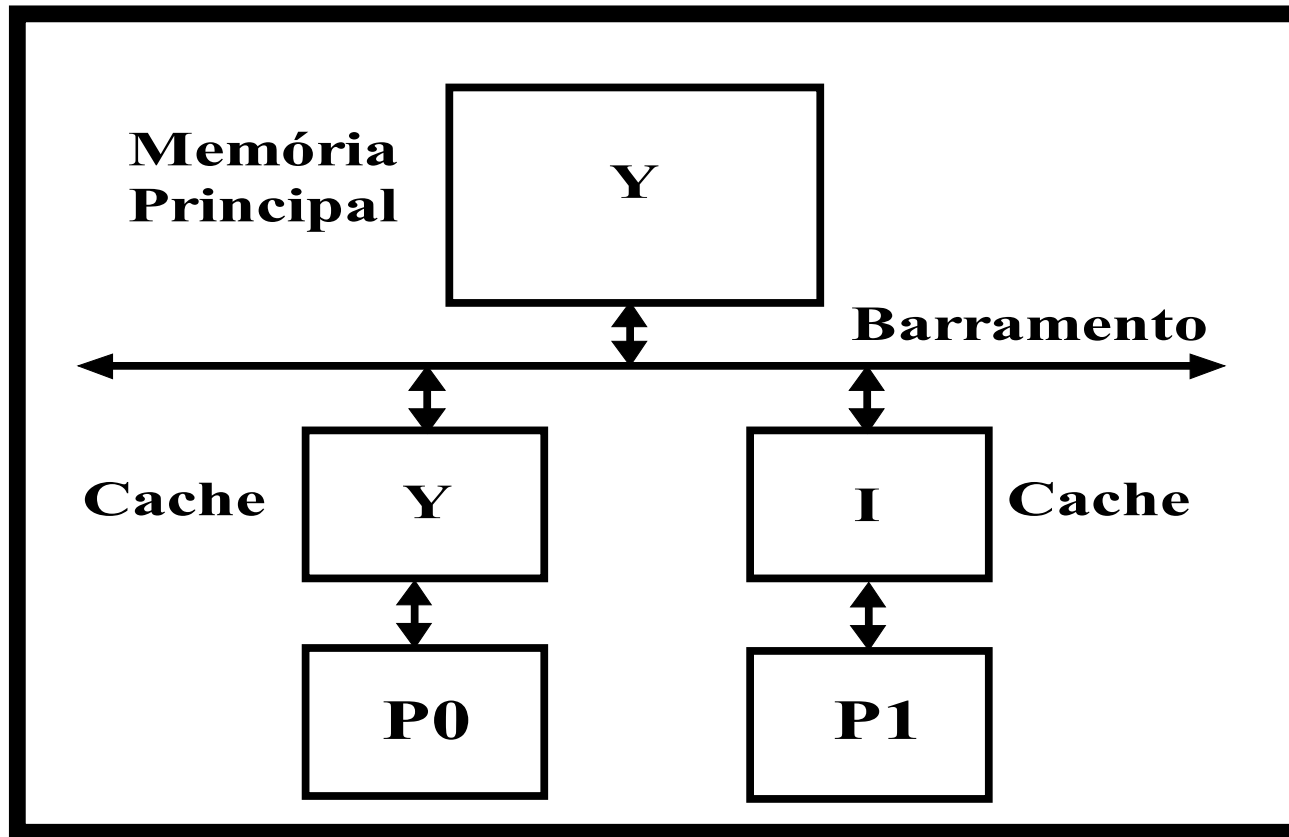 Memória
Principal
Y
Barramento
Cache
Y
I
Cache
P0
P1